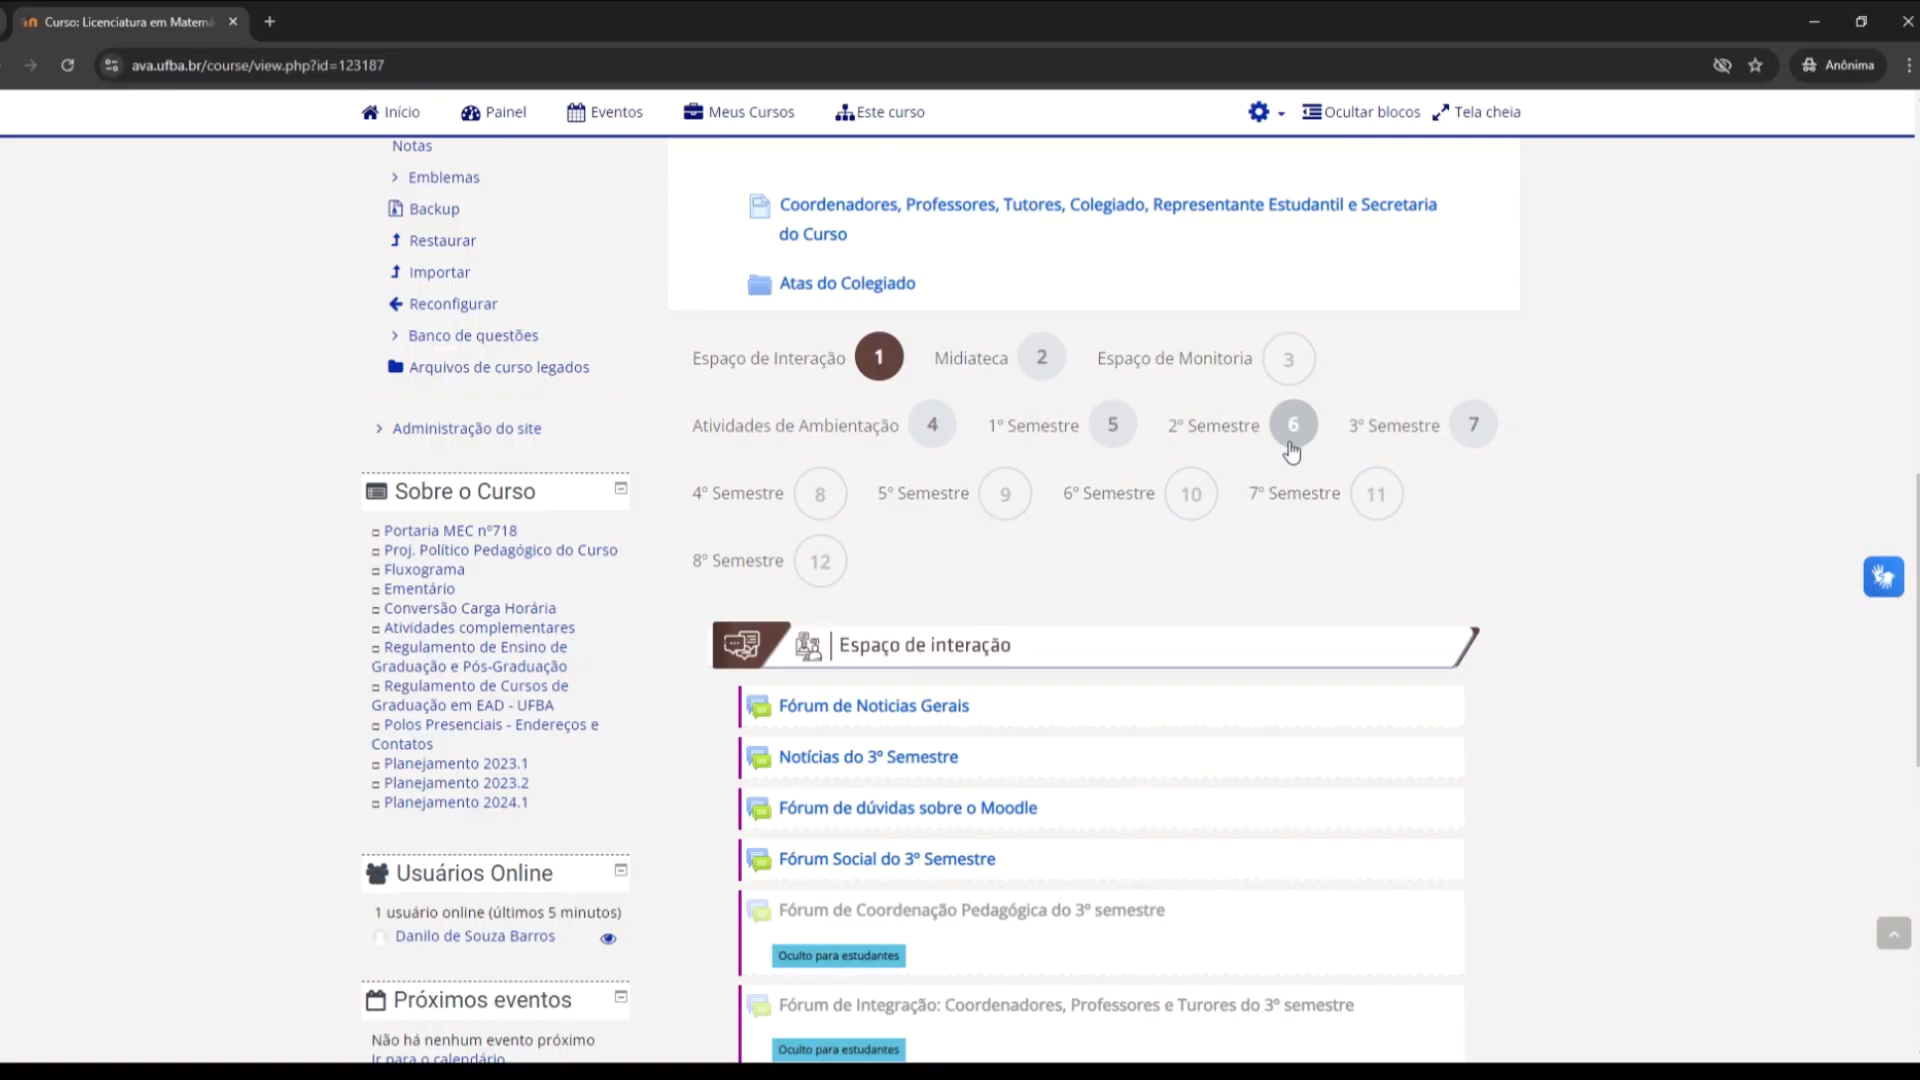 Curso: Licenciatura em Matemá
ava.ufba.br/course/view.php?id=123187
Anônima
Início
Painel
Eventos
Meus Cursos
Este curso
Ocultar blocos
Tela cheia
Notas
Emblemas
Backup
Restaurar
Importar
Reconfigurar
Banco de questões
Arquivos de curso legados
Administração do site
Sobre o Curso
Portaria MEC nº718
Proj. Político Pedagógico do Curso
Fluxograma
Ementário
Conversão Carga Horária
Atividades complementares
Regulamento de Ensino de
Graduação e Pós-Graduação
Regulamento de Cursos de
Graduação em EAD - UFBA
Polos Presenciais - Endereços e
Contatos
Planejamento 2023.1
Planejamento 2023.2
Planejamento 2024.1
Usuários Online
1 usuário online (últimos 5 minutos)
Danilo de Souza Barros
Próximos eventos
Não há nenhum evento próximo
Ir para o calendário
Coordenadores, Professores, Tutores, Colegiado, Representante Estudantil e Secretaria
do Curso
Atas do Colegiado
Espaço de Interação 1 Midiateca 2 Espaço de Monitoria 3
Atividades de Ambientação 4 1º Semestre 5 2º Semestre 6 3º Semestre 7
4º Semestre 8 5º Semestre 9 6º Semestre 10 7º Semestre 11
8º Semestre 12
Espaço de interação
Fórum de Noticias Gerais
Notícias do 3º Semestre
Fórum de dúvidas sobre o Moodle
Fórum Social do 3º Semestre
Fórum de Coordenação Pedagógica do 3º semestre
Oculto para estudantes
Fórum de Integração: Coordenadores, Professores e Turores do 3º semestre
Oculto para estudantes